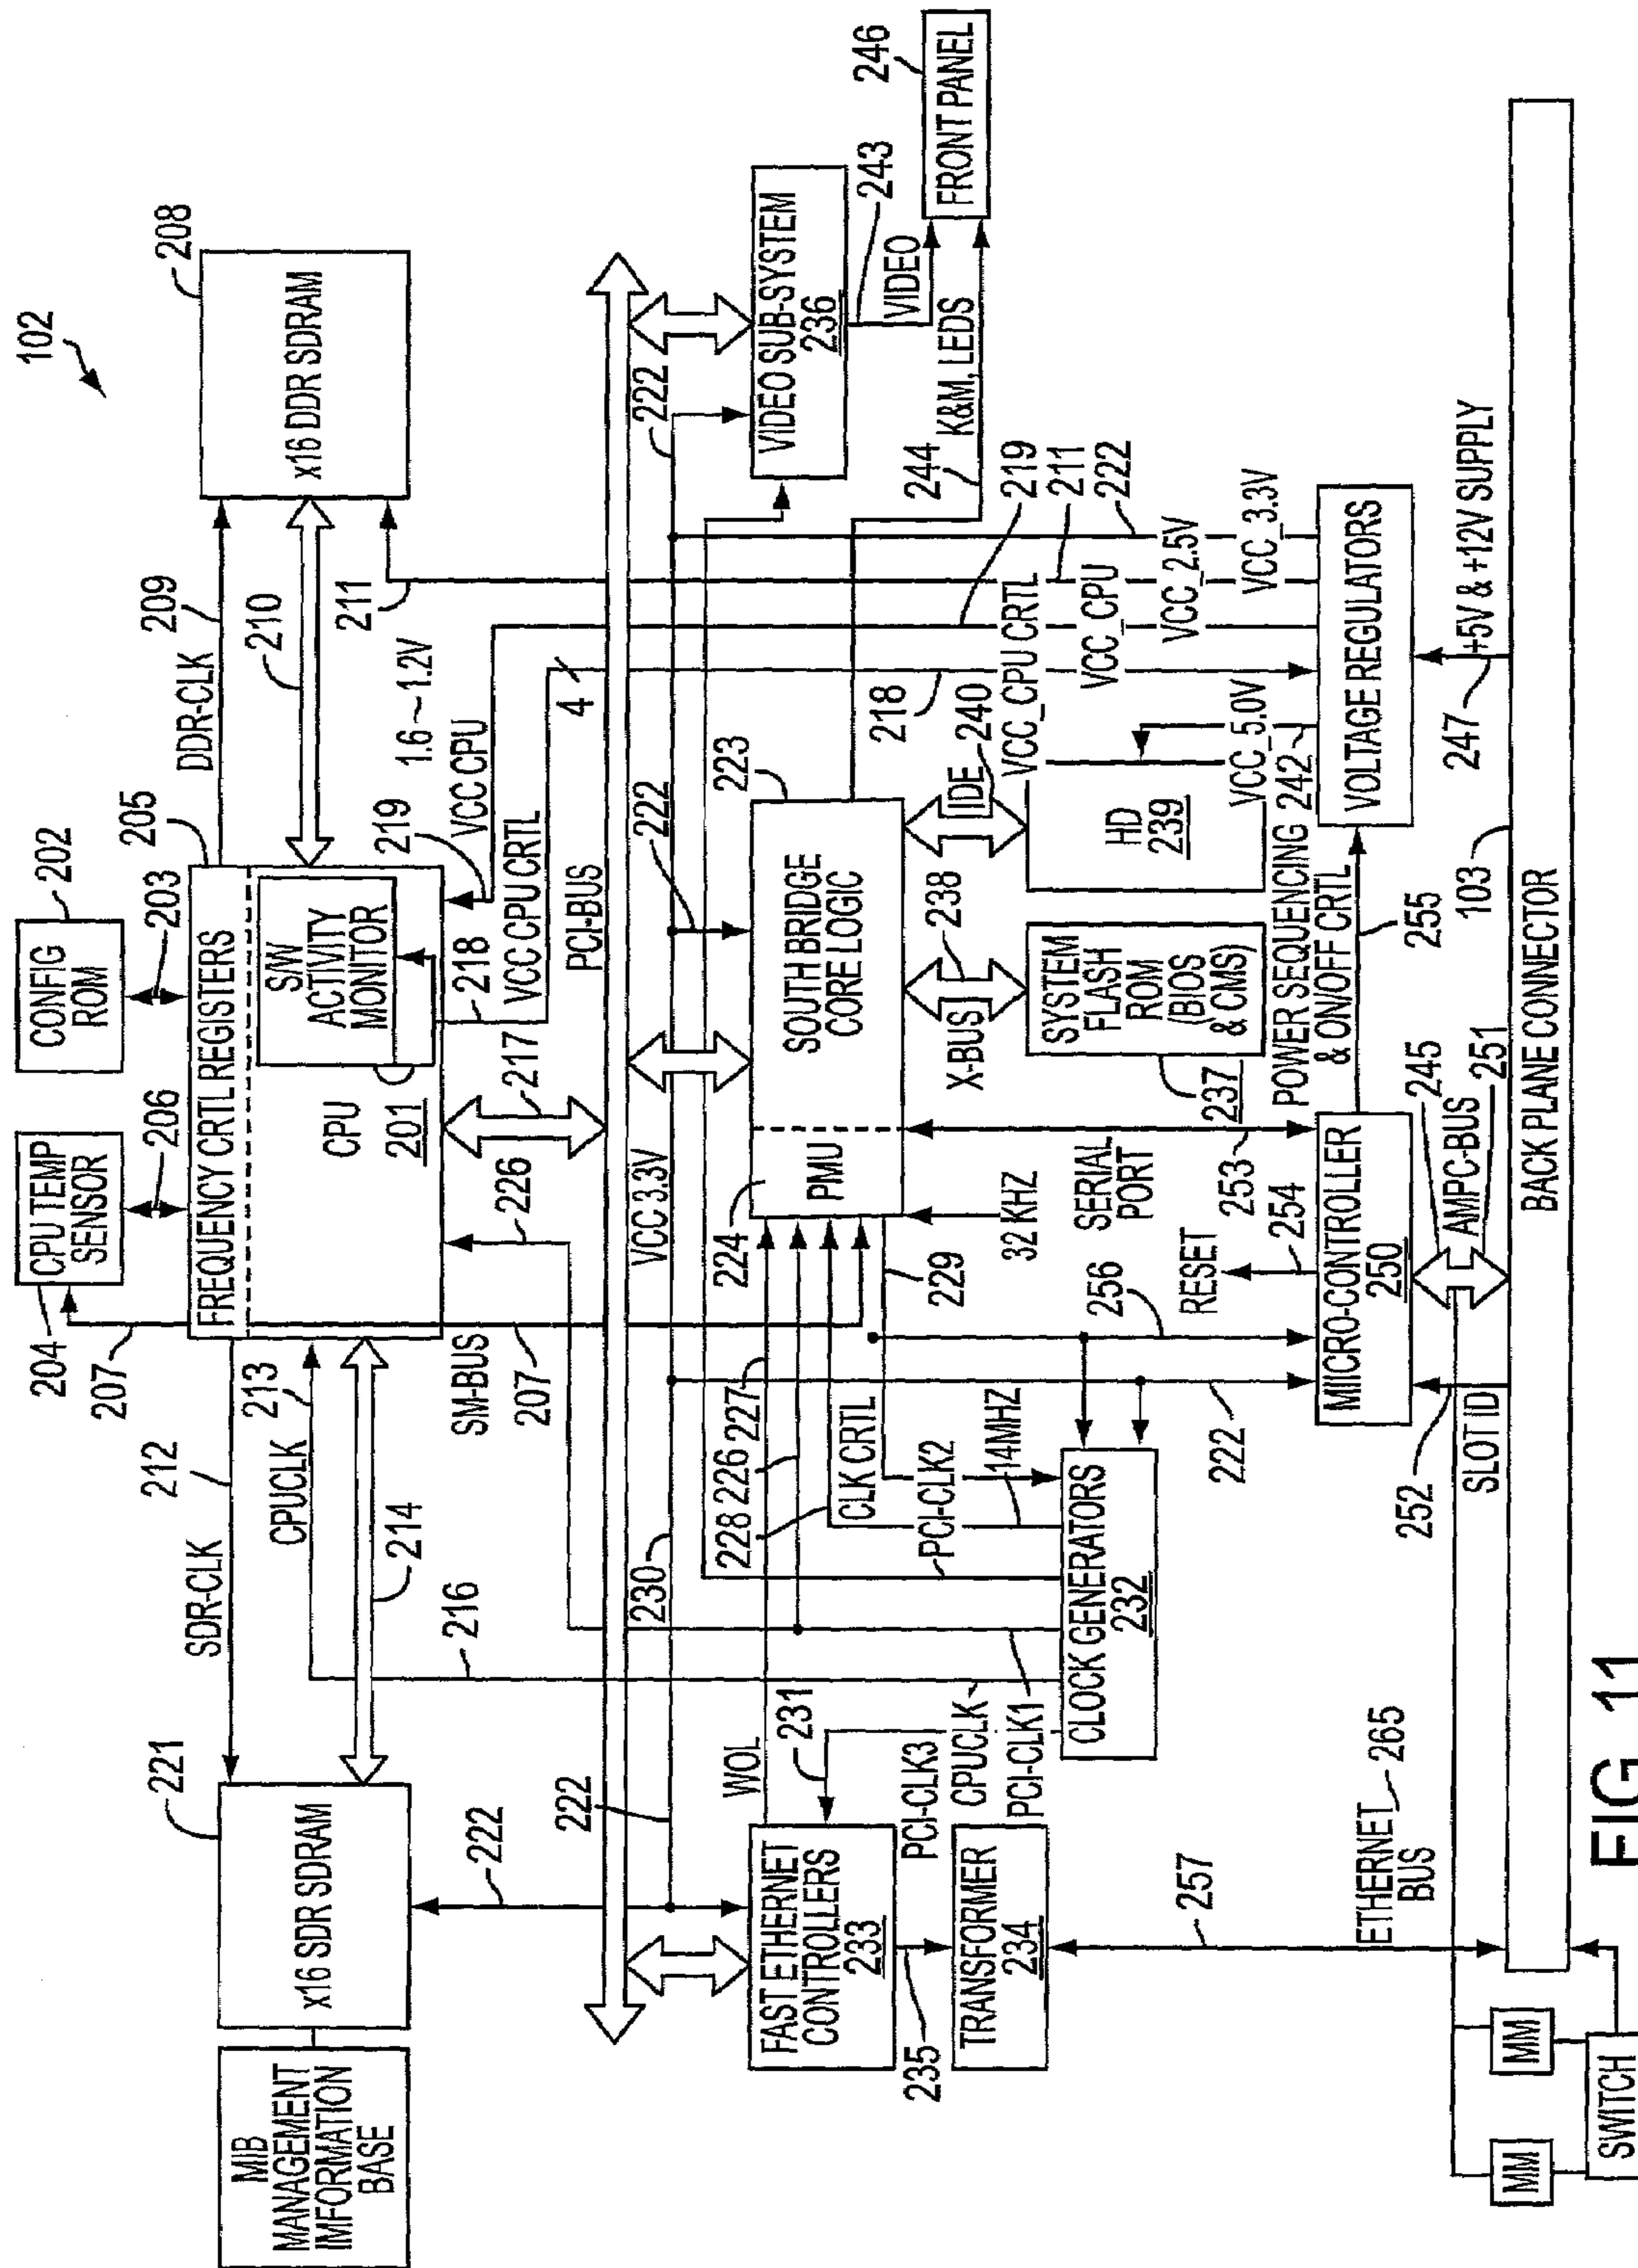 102
MIB
MANAGEMENT
IMFORMATION
BASE
x16 SDR SDRAM
221
SDR-CLK
212
CPUCLK
213
214
216
207
204
CPU TEMP
SENSOR
206
CONFIG
ROM
202
203
205
FREQUENCY CRTL REGISTERS
CPU
201
S/W
ACTIVITY
MONITOR
DDR-CLK
209
210
211
x16 DDR SDRAM
208
1.6~1.2V
219
VCC CPU
218
VCC CPU CRTL
4
217
226
SM-BUS
207
PCI-BUS
222
222
230
VCC 3.3V
222
222
WOL
227
226
228
CLK CRTL
PCI-CLK2
14MHZ
229
32 KHZ
224
PMU
SOUTH BRIDGE
CORE LOGIC
223
VIDEO SUB-SYSTEM
236
VIDEO
243
FRONT PANEL
246
K&M, LEDS
244
219
211
222
FAST ETHERNET
CONTROLLERS
233
231
235
PCI-CLK3
CPUCLK
PCI-CLK1
TRANSFORMER
234
CLOCK GENERATORS
232
256
SERIAL
PORT
253
X-BUS
238
IDE
240
218
SYSTEM
FLASH
ROM
(BIOS
& CMS)
237
HD
239
VCC_CPU CRTL
VCC_CPU
VCC_2.5V
VCC_3.3V
VCC_5.0V
242
POWER SEQUENCING
& ON/OFF CRTL
255
RESET
254
222
MIICRO-CONTROLLER
250
VOLTAGE REGULATORS
SLOT ID
252
245
AMPC-BUS
251
247
+5V & +12V SUPPLY
103
257
ETHERNET
BUS
265
BACK PLANE CONNECTOR
MM
MM
SWITCH
FIG 11